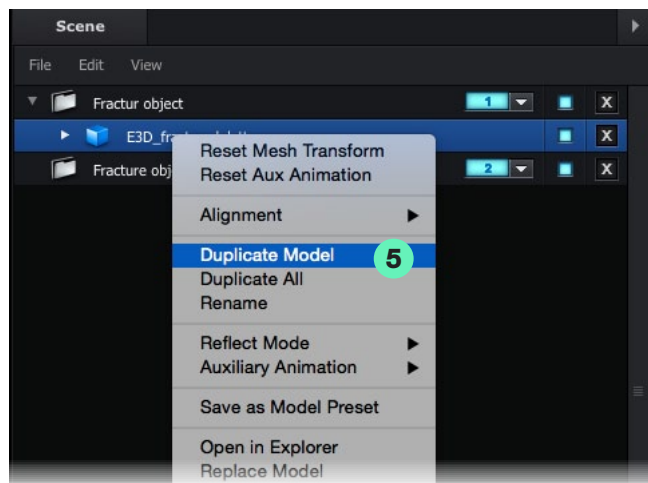 Scene
File Edit View
Fractur object 1 X
X
Fracture obj 2 X
Reset Mesh Transform
Reset Aux Animation
Alignment
Duplicate Model 5
Duplicate All
Rename
Reflect Mode
Auxiliary Animation
Save as Model Preset
Open in Explorer
Replace Model